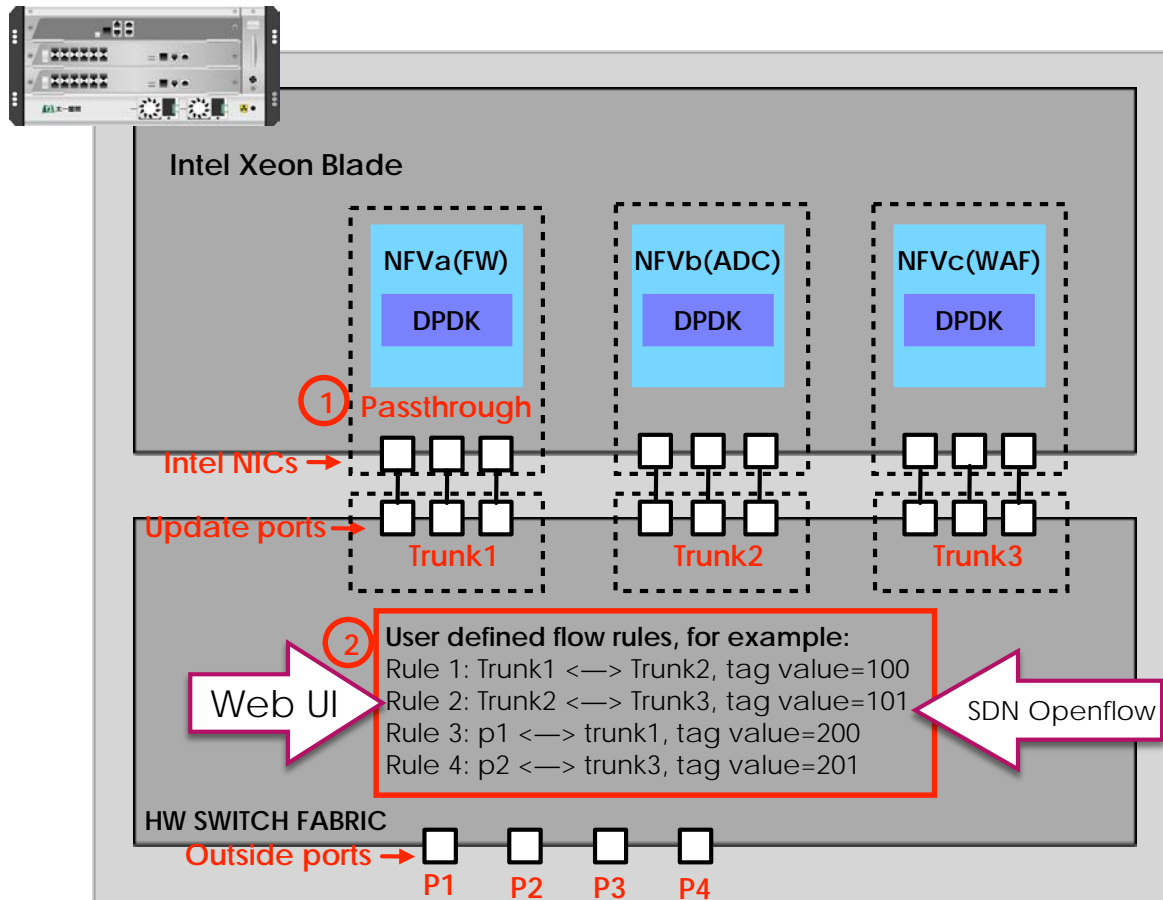 Intel Xeon Blade
NFVa(FW)
DPDK
NFVb(ADC)
DPDK
NFVc(WAF)
DPDK
1
Passthrough
Intel NICs
Update ports
Trunk1
Trunk2
Trunk3
2
User defined flow rules, for example:
Rule 1: Trunk1 <—> Trunk2, tag value=100
Rule 2: Trunk2 <—> Trunk3, tag value=101
Rule 3: p1 <—> trunk1, tag value=200
Rule 4: p2 <—> trunk3, tag value=201
Web UI
SDN Openflow
HW SWITCH FABRIC
Outside ports
P1
P2
P3
P4